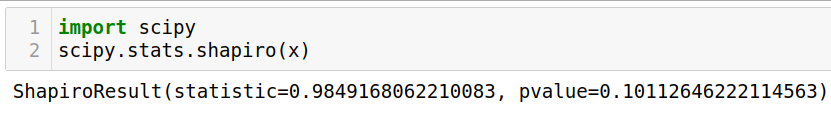 1 import scipy
2 scipy.stats.shapiro(x)
ShapiroResult(statistic=0.9849168062210083, pvalue=0.10112646222114563)